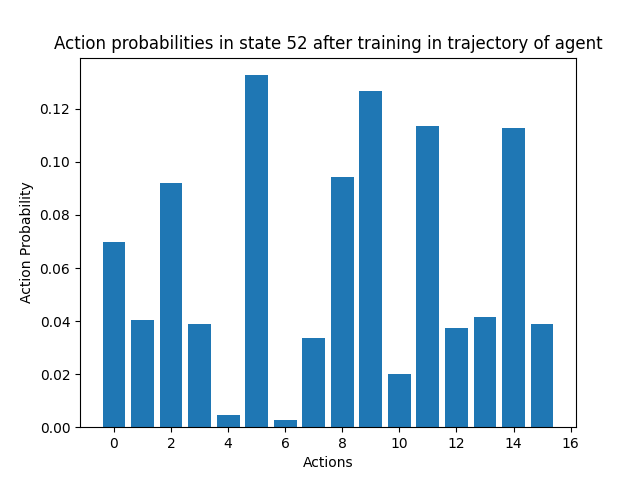 Action probabilities in state 52 after training in trajectory of agent
Action Probability
0.12
0.10
0.08
0.06
0.04
0.02
0.00
0 2 4 6 8 10 12 14 16
Actions